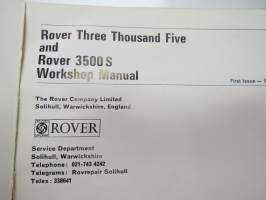 Rover Three Thousand Five
and
Rover 3500 S
Workshop Manual
First Issue —
The Rover Company Limited
Solihull, Warwickshire, England
ROVER
Service Department
Solihull, Warwickshire
Telephone: 021-743 4242
Telegrams: Rovrepair Solihull
Telex: 338641